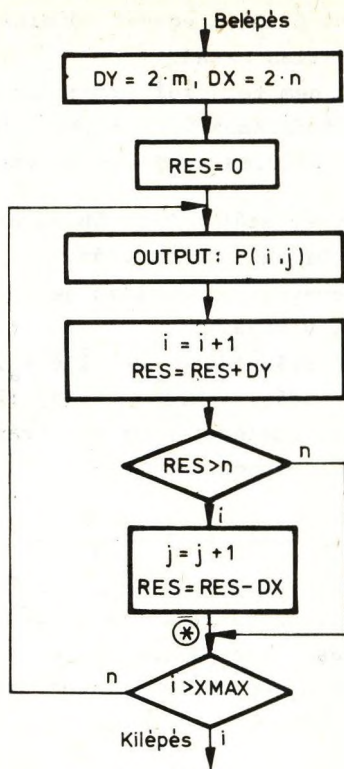 Belépés
DY = 2·m, DX = 2·n
RES = 0
OUTPUT: P(i,j)
i = i+1
RES = RES + DY
RES > n
n
i
j = j+1
RES = RES - DX
*
n
i > XMAX
Kilépés
i